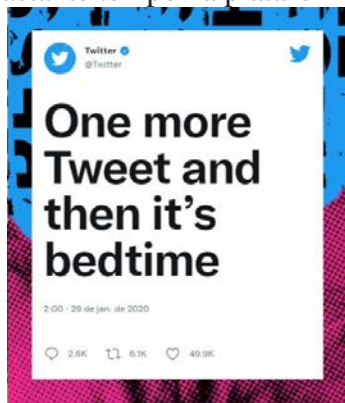 Twitter
@Twitter
One more
Tweet and
then it's
bedtime
2:00 - 29 de jan. de 2020
2.6K 6.1K 49.9K